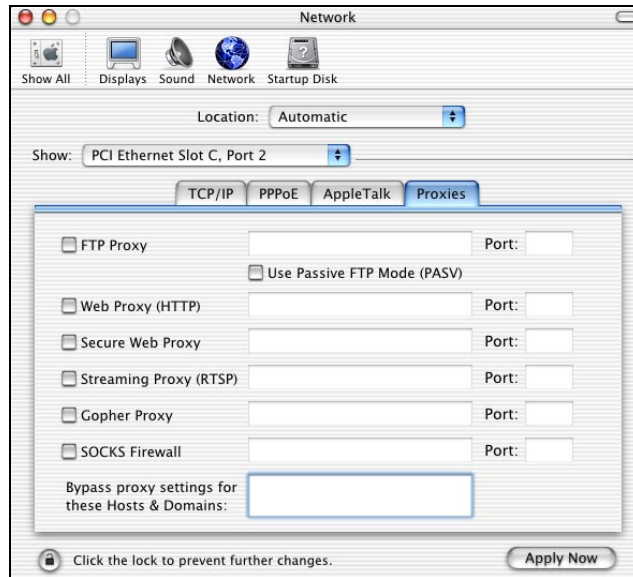 Network
Show All Displays Sound Network Startup Disk
Location: Automatic
Show: PCI Ethernet Slot C, Port 2
TCP/IP PPPoE AppleTalk Proxies
FTP Proxy Port:
Use Passive FTP Mode (PASV)
Web Proxy (HTTP) Port:
Secure Web Proxy Port:
Streaming Proxy (RTSP) Port:
Gopher Proxy Port:
SOCKS Firewall Port:
Bypass proxy settings for
these Hosts & Domains:
Click the lock to prevent further changes. Apply Now